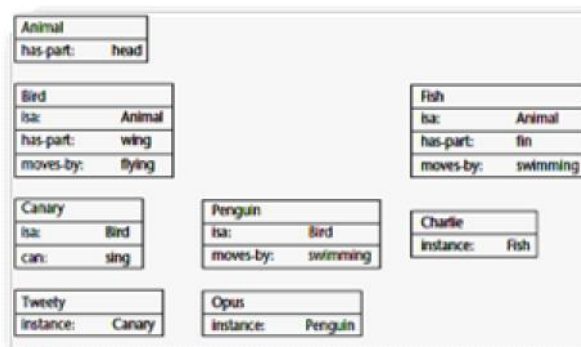 Animal
has-part: head
Bird
isa: Animal
has-part: wing
moves-by: flying
Fish
isa: Animal
has-part: fin
moves-by: swimming
Canary
isa: Bird
can: sing
Penguin
isa: Bird
moves-by: swimming
Charlie
instance: Fish
Tweety
instance: Canary
Opus
instance: Penguin